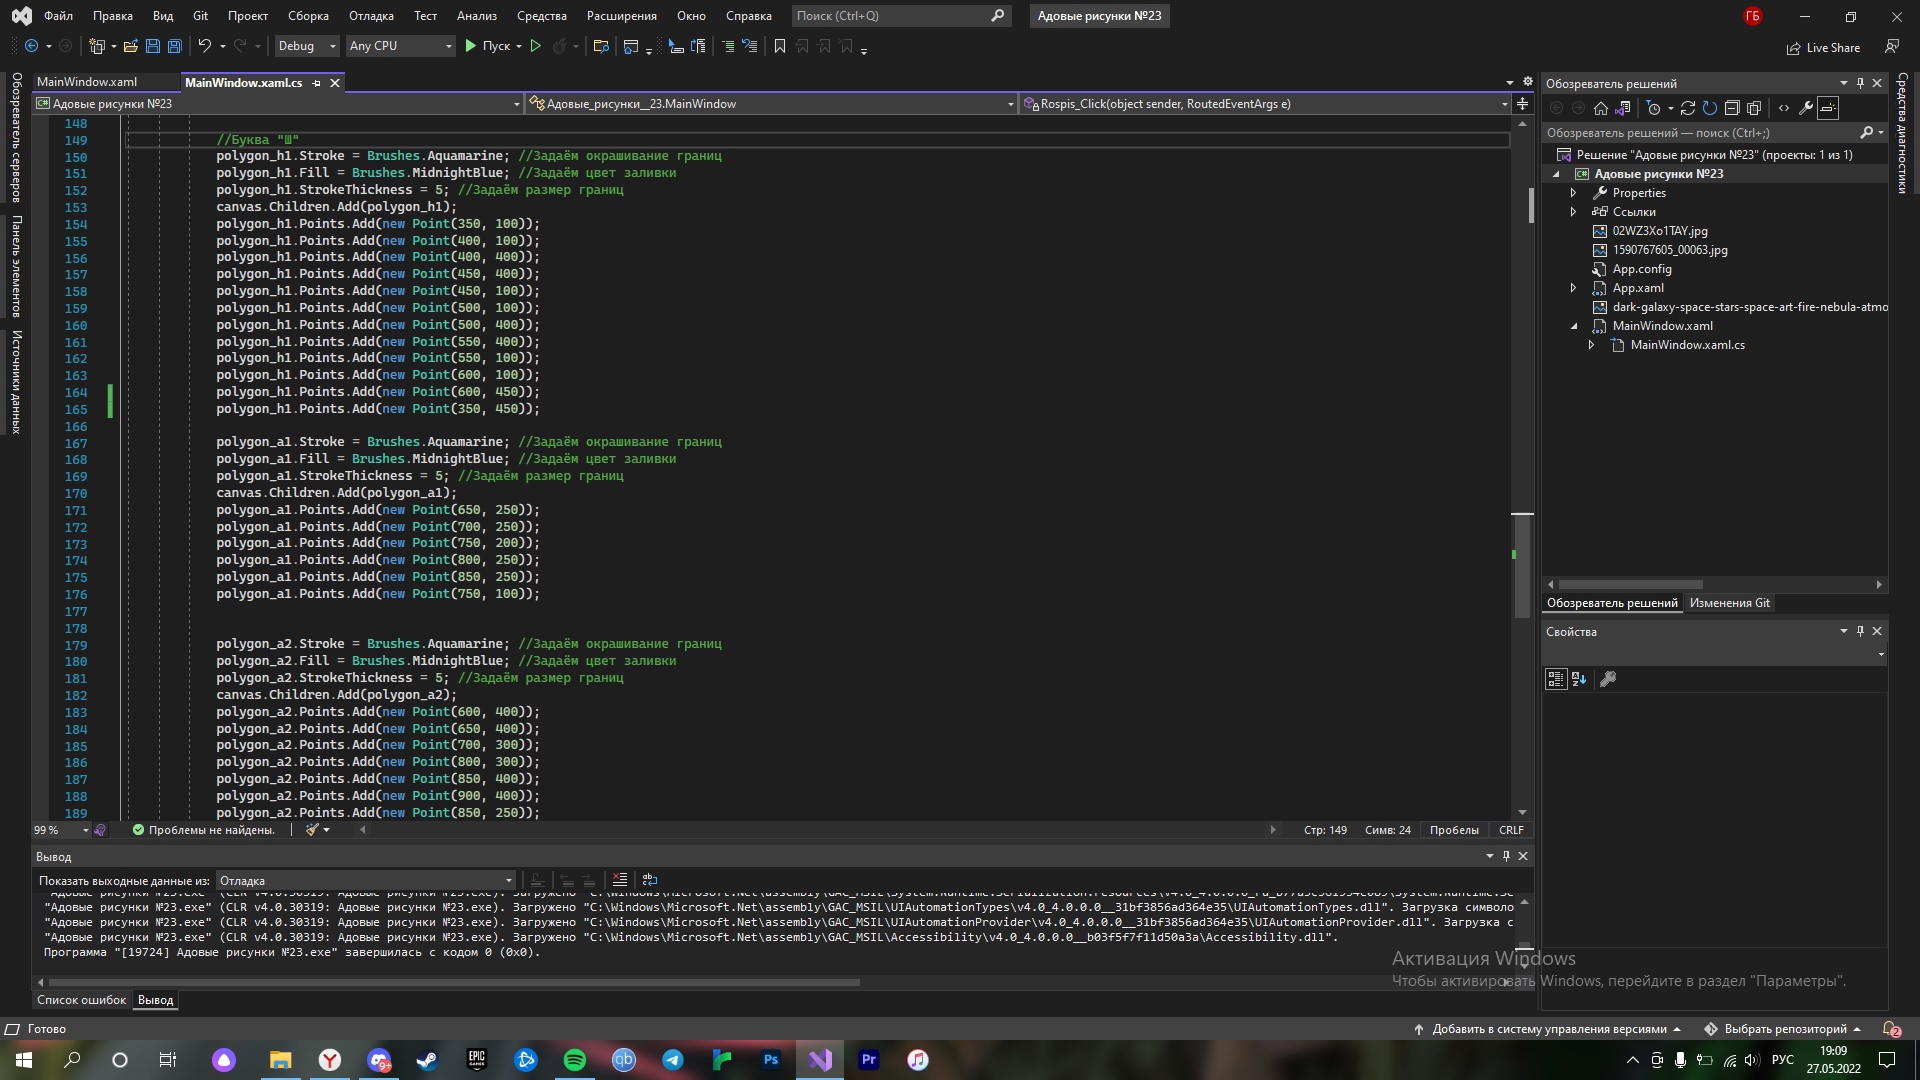 Файл Правка Вид Git Проект Сборка Отладка Тест Анализ Средства Расширения Окно Справка Поиск (Ctrl+Q) Адовые рисунки №23 ГБ
Debug Any CPU Пуск Live Share
Обозреватель серверов
Панель элементов
Источники данных
MainWindow.xaml MainWindow.xaml.cs
Адовые рисунки №23 Адовые_рисунки__23.MainWindow Rospis_Click(object sender, RoutedEventArgs e)
148
149 //Буква "Ш"
150 polygon_h1.Stroke = Brushes.Aquamarine; //Задаём окрашивание границ
151 polygon_h1.Fill = Brushes.MidnightBlue; //Задаём цвет заливки
152 polygon_h1.StrokeThickness = 5; //Задаём размер границ
153 canvas.Children.Add(polygon_h1);
154 polygon_h1.Points.Add(new Point(350, 100));
155 polygon_h1.Points.Add(new Point(400, 100));
156 polygon_h1.Points.Add(new Point(400, 400));
157 polygon_h1.Points.Add(new Point(450, 400));
158 polygon_h1.Points.Add(new Point(450, 100));
159 polygon_h1.Points.Add(new Point(500, 100));
160 polygon_h1.Points.Add(new Point(500, 400));
161 polygon_h1.Points.Add(new Point(550, 400));
162 polygon_h1.Points.Add(new Point(550, 100));
163 polygon_h1.Points.Add(new Point(600, 100));
164 polygon_h1.Points.Add(new Point(600, 450));
165 polygon_h1.Points.Add(new Point(350, 450));
166
167 polygon_a1.Stroke = Brushes.Aquamarine; //Задаём окрашивание границ
168 polygon_a1.Fill = Brushes.MidnightBlue; //Задаём цвет заливки
169 polygon_a1.StrokeThickness = 5; //Задаём размер границ
170 canvas.Children.Add(polygon_a1);
171 polygon_a1.Points.Add(new Point(650, 250));
172 polygon_a1.Points.Add(new Point(700, 250));
173 polygon_a1.Points.Add(new Point(750, 200));
174 polygon_a1.Points.Add(new Point(800, 250));
175 polygon_a1.Points.Add(new Point(850, 250));
176 polygon_a1.Points.Add(new Point(750, 100));
177
178
179 polygon_a2.Stroke = Brushes.Aquamarine; //Задаём окрашивание границ
180 polygon_a2.Fill = Brushes.MidnightBlue; //Задаём цвет заливки
181 polygon_a2.StrokeThickness = 5; //Задаём размер границ
182 canvas.Children.Add(polygon_a2);
183 polygon_a2.Points.Add(new Point(600, 400));
184 polygon_a2.Points.Add(new Point(650, 400));
185 polygon_a2.Points.Add(new Point(700, 300));
186 polygon_a2.Points.Add(new Point(800, 300));
187 polygon_a2.Points.Add(new Point(850, 400));
188 polygon_a2.Points.Add(new Point(900, 400));
189 polygon_a2.Points.Add(new Point(850, 250));
99 % Проблемы не найдены. Стр: 149 Симв: 24 Пробелы CRLF
Вывод
Показать выходные данные из: Отладка
"Адовые рисунки №23.exe" (CLR v4.0.30319: Адовые рисунки №23.exe). Загружено "C:\Windows\Microsoft.Net\assembly\GAC_MSIL\UIAutomationTypes\v4.0_4.0.0.0__31bf3856ad364e35\UIAutomationTypes.dll". Загрузка символо
"Адовые рисунки №23.exe" (CLR v4.0.30319: Адовые рисунки №23.exe). Загружено "C:\Windows\Microsoft.Net\assembly\GAC_MSIL\UIAutomationProvider\v4.0_4.0.0.0__31bf3856ad364e35\UIAutomationProvider.dll". Загрузка с
"Адовые рисунки №23.exe" (CLR v4.0.30319: Адовые рисунки №23.exe). Загружено "C:\Windows\Microsoft.Net\assembly\GAC_MSIL\Accessibility\v4.0_4.0.0.0__b03f5f7f11d50a3a\Accessibility.dll".
Программа "[19724] Адовые рисунки №23.exe" завершилась с кодом 0 (0x0).
Список ошибок Вывод
Обозреватель решений
Обозреватель решений — поиск (Ctrl+;)
Решение "Адовые рисунки №23" (проекты: 1 из 1)
Адовые рисунки №23
Properties
Ссылки
02WZ3Xo1TAY.jpg
1590767605_00063.jpg
App.config
App.xaml
dark-galaxy-space-stars-space-art-fire-nebula-atmo
MainWindow.xaml
MainWindow.xaml.cs
Обозреватель решений Изменения Git
Свойства
Средства диагностики
Активация Windows
Чтобы активировать Windows, перейдите в раздел "Параметры".
Готово Добавить в систему управления версиями Выбрать репозиторий 2
9+ EPIC GAMES qb Ps Pr РУС 19:09
27.05.2022